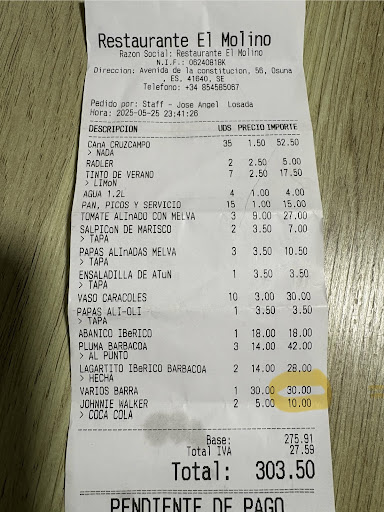 Restaurante El Molino
Razon Social: Restaurante El Molino
N.I.F.: 06240818K
Direccion: Avenida de la constitucion, 56, Osuna
, ES, 41640, SE
Telefono: +34 854565067
Pedido por: Staff - Jose Angel Losada
Hora: 2025-05-25 23:41:26
DESCRIPCION UDS PRECIO IMPORTE
CAnA CRUZCAMPO 35 1.50 52.50
> NADA
RADLER 2 2.50 5.00
TINTO DE VERANO 7 2.50 17.50
> LIMoN
AGUA 1.2L 4 1.00 4.00
PAN, PICOS Y SERVICIO 15 1.00 15.00
TOMATE ALInADO CON MELVA 3 9.00 27.00
SALPICoN DE MARISCO 2 3.50 7.00
> TAPA
PAPAS ALInADAS MELVA 3 3.50 10.50
> TAPA
ENSALADILLA DE ATuN 1 3.50 3.50
> TAPA
VASO CARACOLES 10 3.00 30.00
PAPAS ALI-OLI 1 3.50 3.50
> TAPA
ABANICO IBeRICO 1 18.00 18.00
PLUMA BARBACOA 3 14.00 42.00
> AL PUNTO
LAGARTITO IBeRICO BARBACOA 2 14.00 28.00
> HECHA
VARIOS BARRA 1 30.00 30.00
JOHNNIE WALKER 2 5.00 10.00
> COCA COLA
Base: 275.91
Total IVA 27.59
Total: 303.50
PENDIENTE DE PAGO